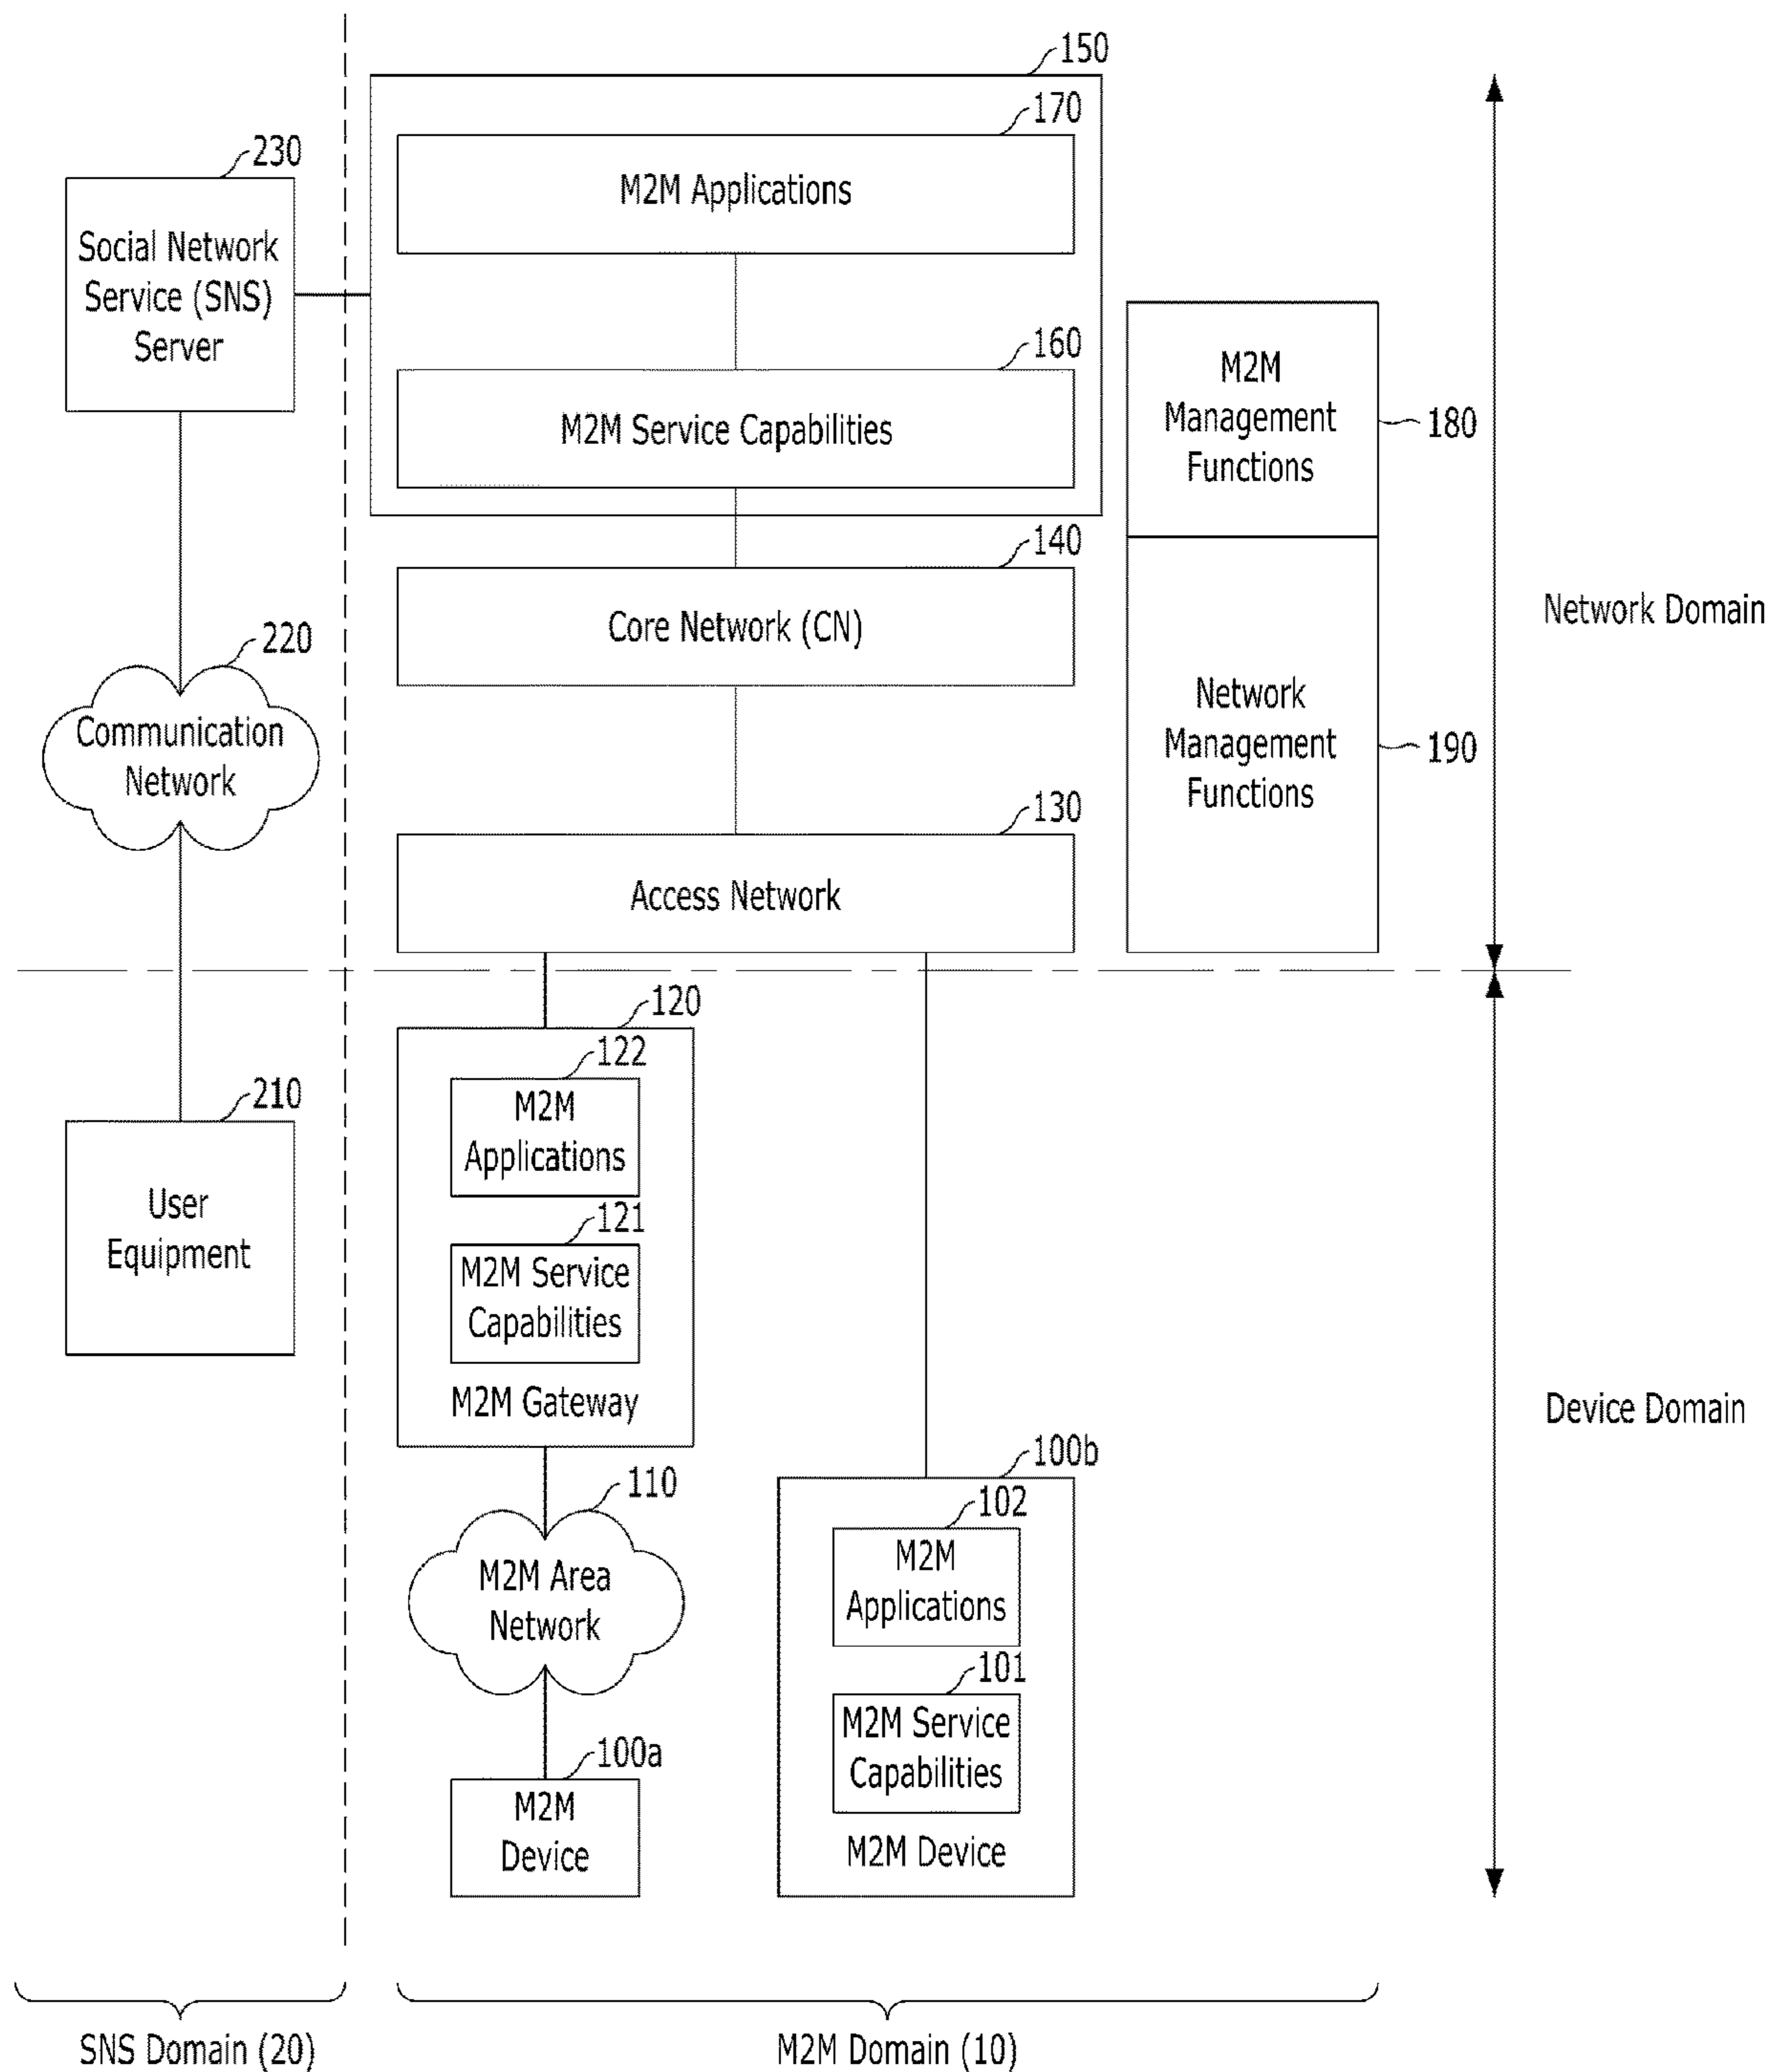 150
170
M2M Applications
230
Social Network
Service (SNS)
Server
160
M2M Service Capabilities
M2M
Management
Functions
180
140
Core Network (CN)
Network Domain
220
Communication
Network
Network
Management
Functions
190
130
Access Network
120
122
M2M
Applications
210
User
Equipment
121
M2M Service
Capabilities
M2M Gateway
Device Domain
100b
110
M2M Area
Network
102
M2M
Applications
101
M2M Service
Capabilities
M2M Device
100a
M2M
Device
SNS Domain (20)
M2M Domain (10)